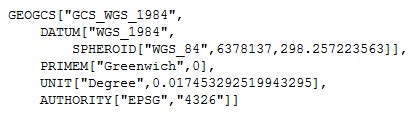 GEOGCS["GCS_WGS_1984",
DATUM["WGS_1984",
SPHEROID["WGS_84",6378137,298.257223563]],
PRIMEM["Greenwich",0],
UNIT["Degree",0.017453292519943295],
AUTHORITY["EPSG","4326"]]